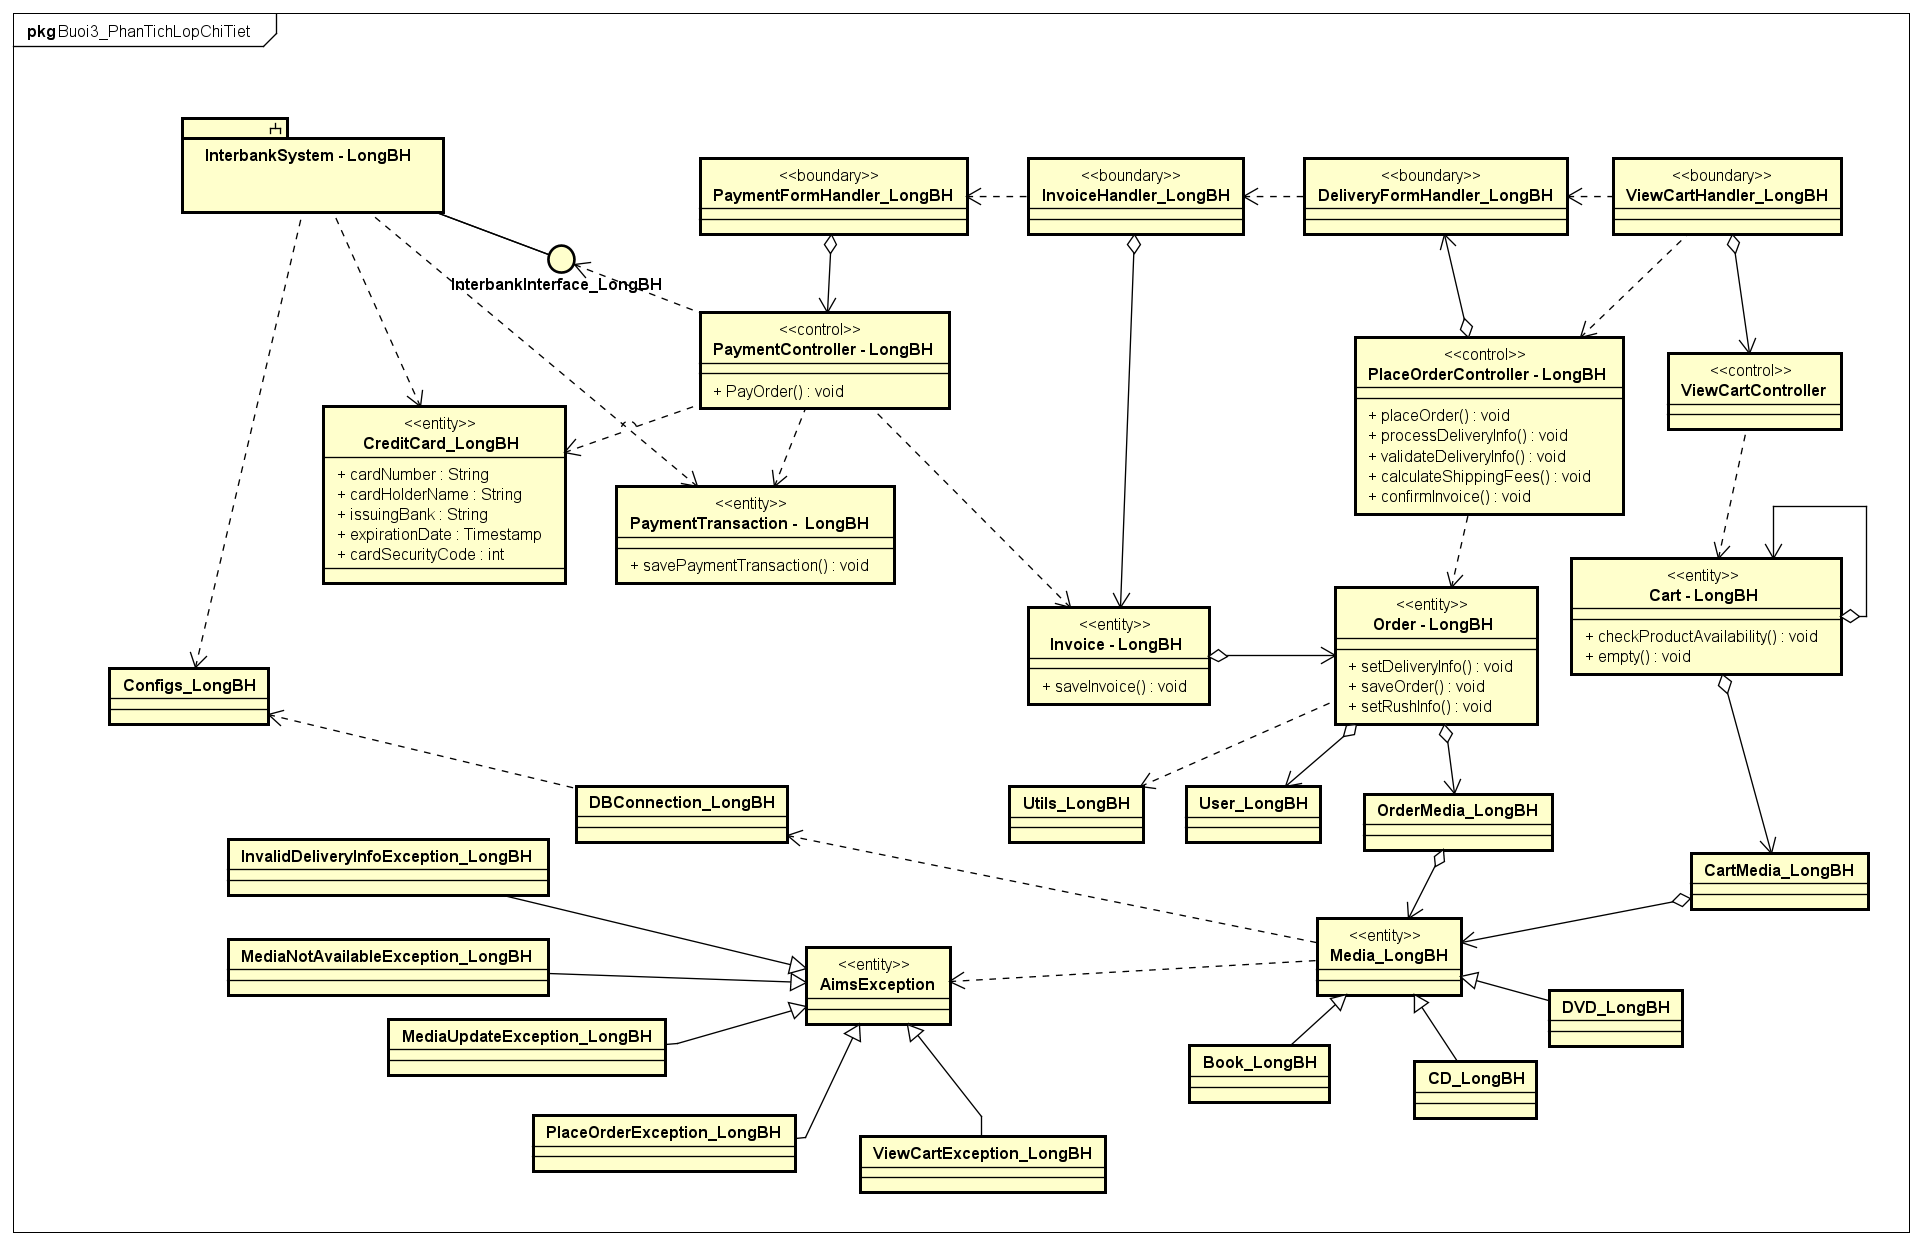 pkg Buoi3_PhanTichLopChiTiet
InterbankSystem - LongBH
InterbankInterface_LongBH
<<boundary>>
PaymentFormHandler_LongBH
<<boundary>>
InvoiceHandler_LongBH
<<boundary>>
DeliveryFormHandler_LongBH
<<boundary>>
ViewCartHandler_LongBH
<<control>>
PaymentController - LongBH
+ PayOrder() : void
<<control>>
PlaceOrderController - LongBH
+ placeOrder() : void
+ processDeliveryInfo() : void
+ validateDeliveryInfo() : void
+ calculateShippingFees() : void
+ confirmInvoice() : void
<<control>>
ViewCartController
<<entity>>
CreditCard_LongBH
+ cardNumber : String
+ cardHolderName : String
+ issuingBank : String
+ expirationDate : Timestamp
+ cardSecurityCode : int
<<entity>>
PaymentTransaction - LongBH
+ savePaymentTransaction() : void
<<entity>>
Invoice - LongBH
+ saveInvoice() : void
<<entity>>
Order - LongBH
+ setDeliveryInfo() : void
+ saveOrder() : void
+ setRushInfo() : void
<<entity>>
Cart - LongBH
+ checkProductAvailability() : void
+ empty() : void
Configs_LongBH
DBConnection_LongBH
Utils_LongBH
User_LongBH
OrderMedia_LongBH
CartMedia_LongBH
InvalidDeliveryInfoException_LongBH
MediaNotAvailableException_LongBH
<<entity>>
AimsException
<<entity>>
Media_LongBH
MediaUpdateException_LongBH
DVD_LongBH
Book_LongBH
CD_LongBH
PlaceOrderException_LongBH
ViewCartException_LongBH